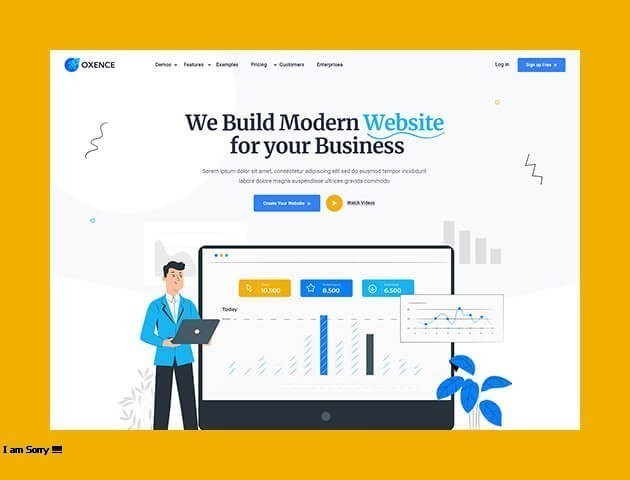 OXENCE
Demos Features Examples Pricing Customers Enterprises
Log in Sign up Free »
We Build Modern Website
for your Business
Lorem ipsum dolor sit amet, consectetur adipiscing elit sed do eiusmod tempor incididunt
labore dolore magna suspendisse ultrices gravida commodo.
Create Your Website » Watch Videos
10.500 8.500 6.500
Today
I am Sorry !!!!